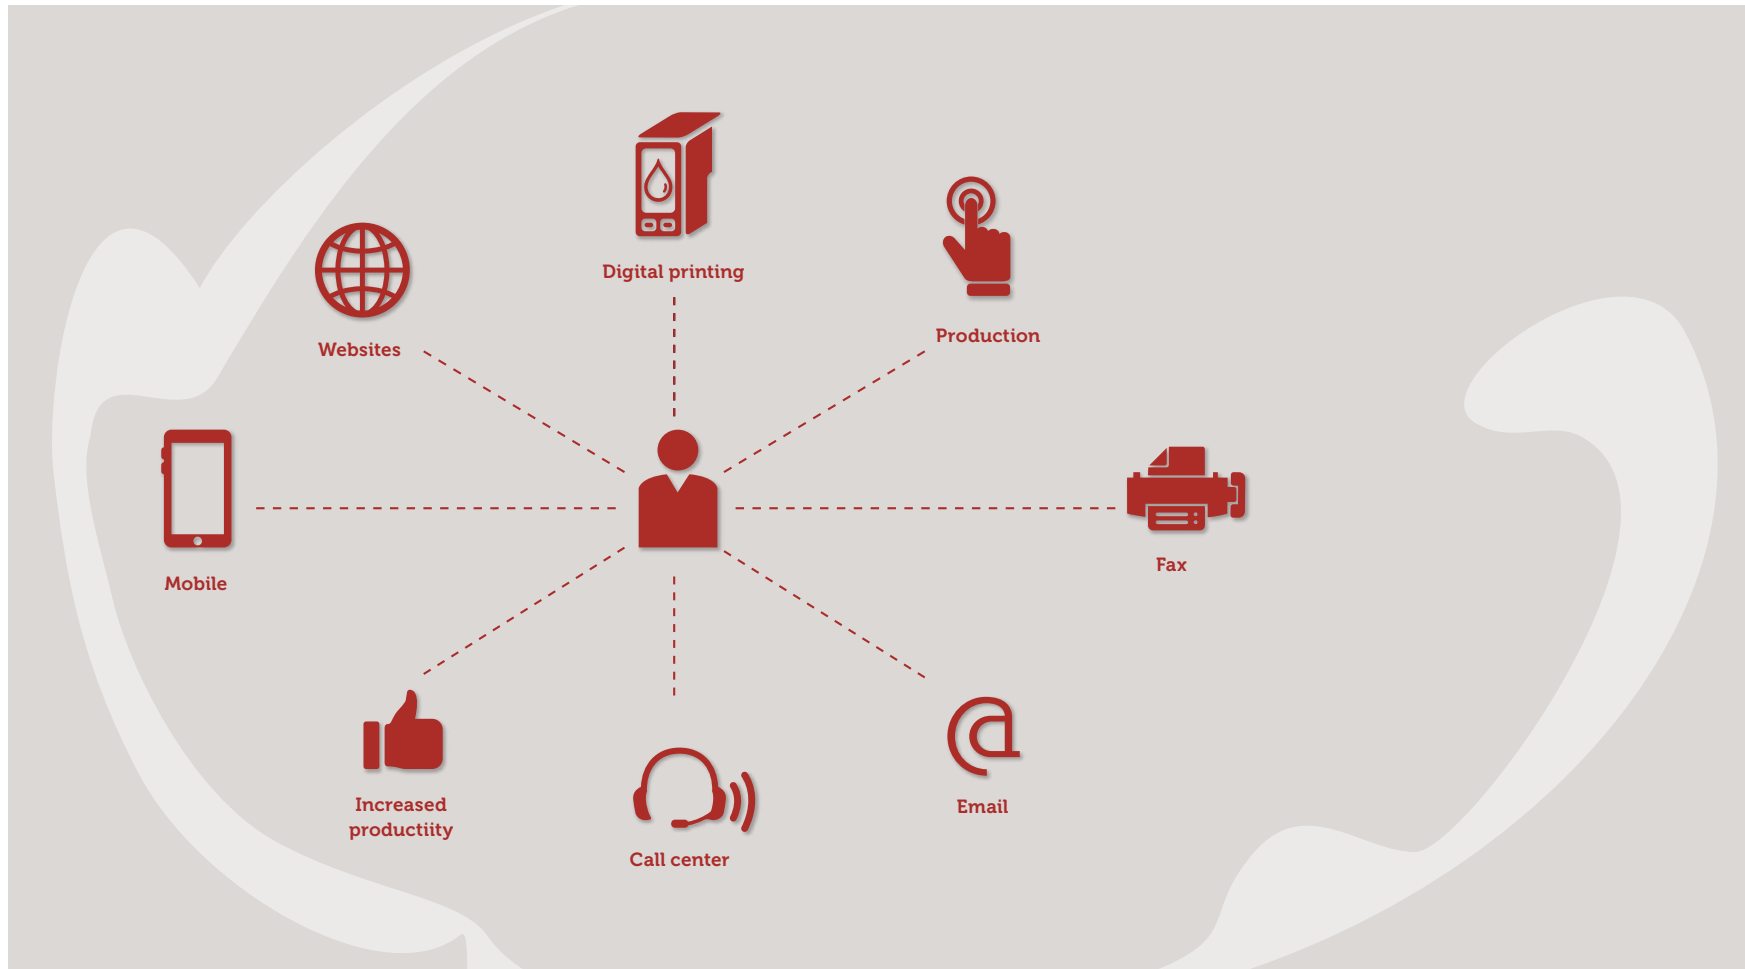 Digital printing
Production
Websites
Fax
Mobile
Increased
productiity
Email
Call center